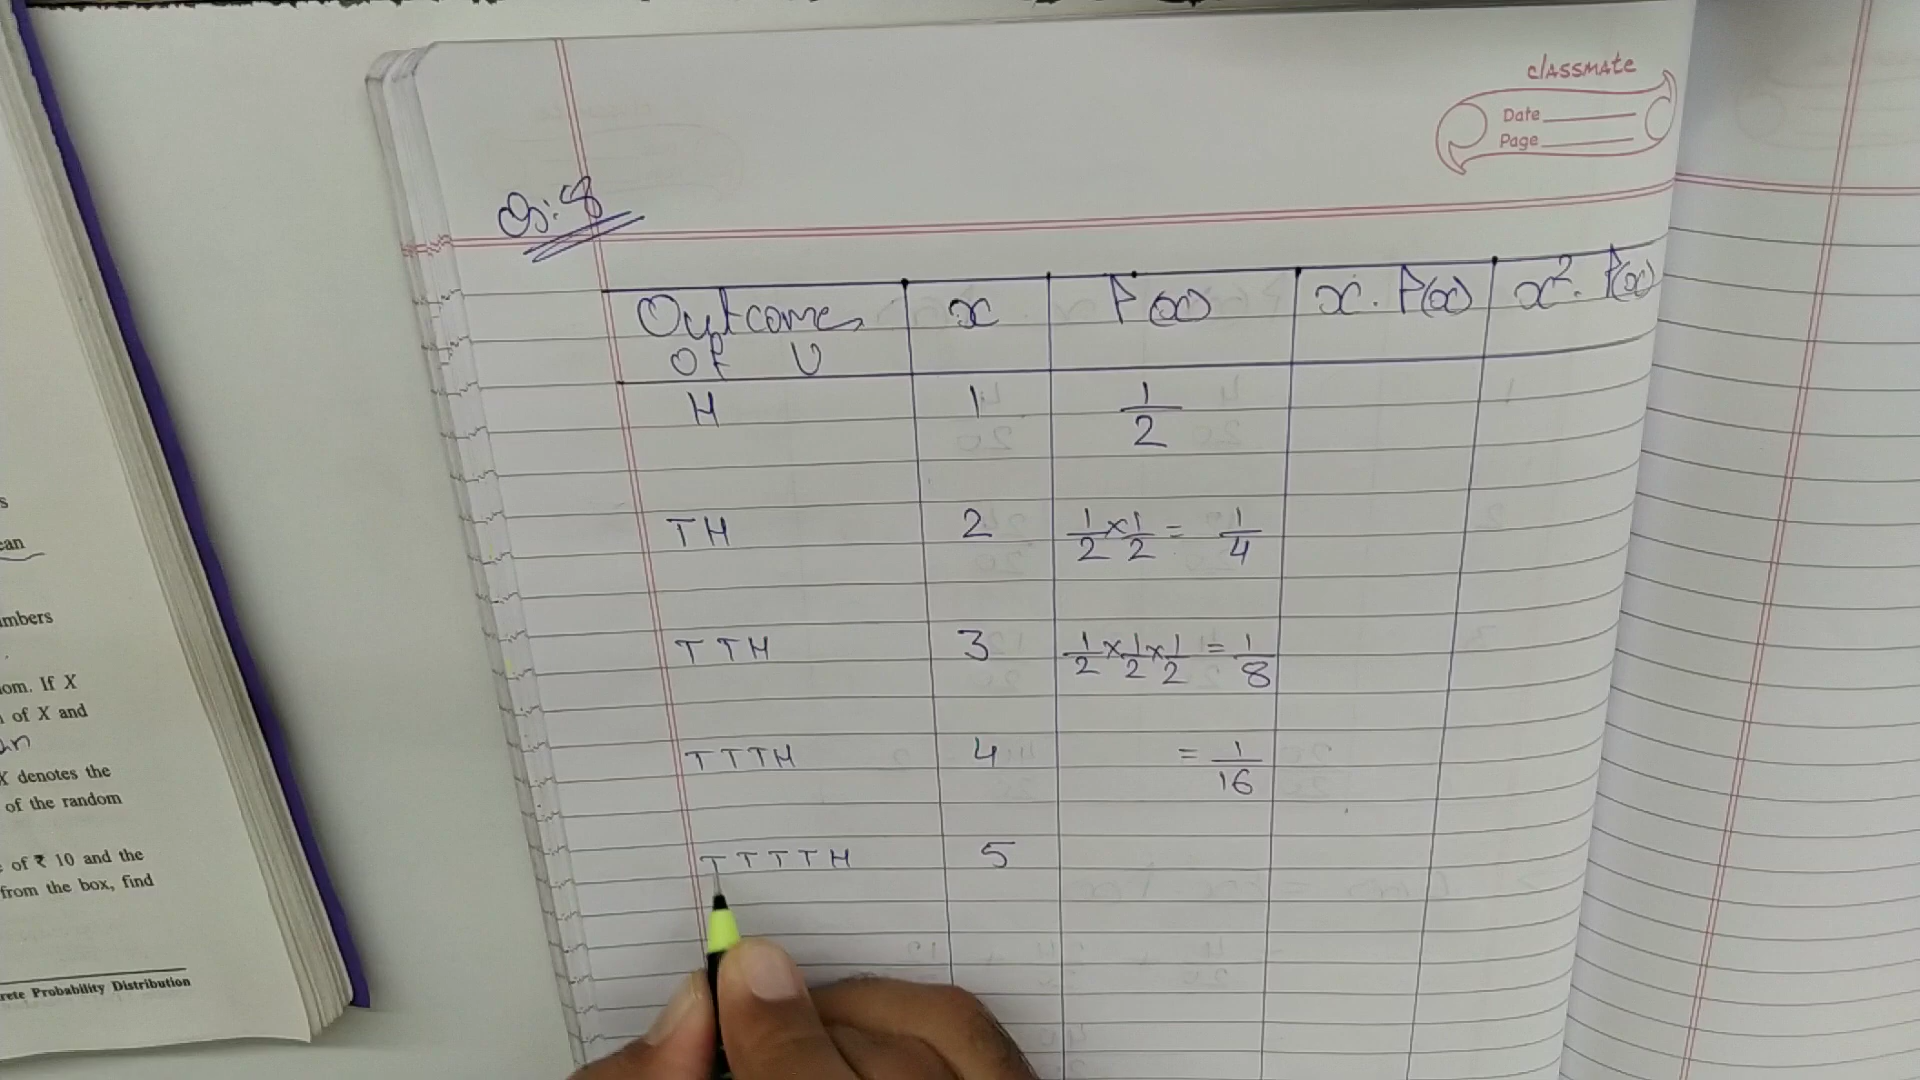 classmate
Date
Page
Q:8
Outcomes of U | x | P(x) | x . P(x) | x². P(x)
H | 1 | 1/2
TH | 2 | 1/2 × 1/2 = 1/4
TTH | 3 | 1/2 × 1/2 × 1/2 = 1/8
TTTH | 4 | = 1/16
TTTTH | 5
ean
om. If X
of X and
X denotes the
of the random
of ₹ 10 and the
from the box, find
rete Probability Distribution